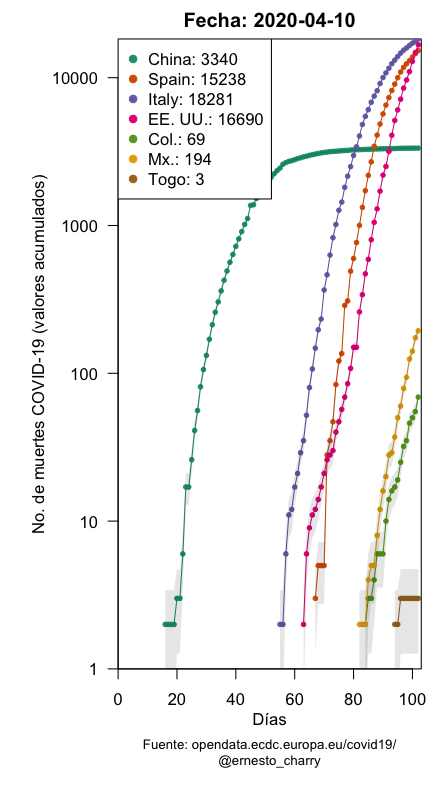 Fecha: 2020-04-10
China: 3340
Spain: 15238
Italy: 18281
EE. UU.: 16690
Col.: 69
Mx.: 194
Togo: 3
No. de muertes COVID-19 (valores acumulados)
10000
1000
100
10
1
0 20 40 60 80 100
Días
Fuente: opendata.ecdc.europa.eu/covid19/
@ernesto_charry